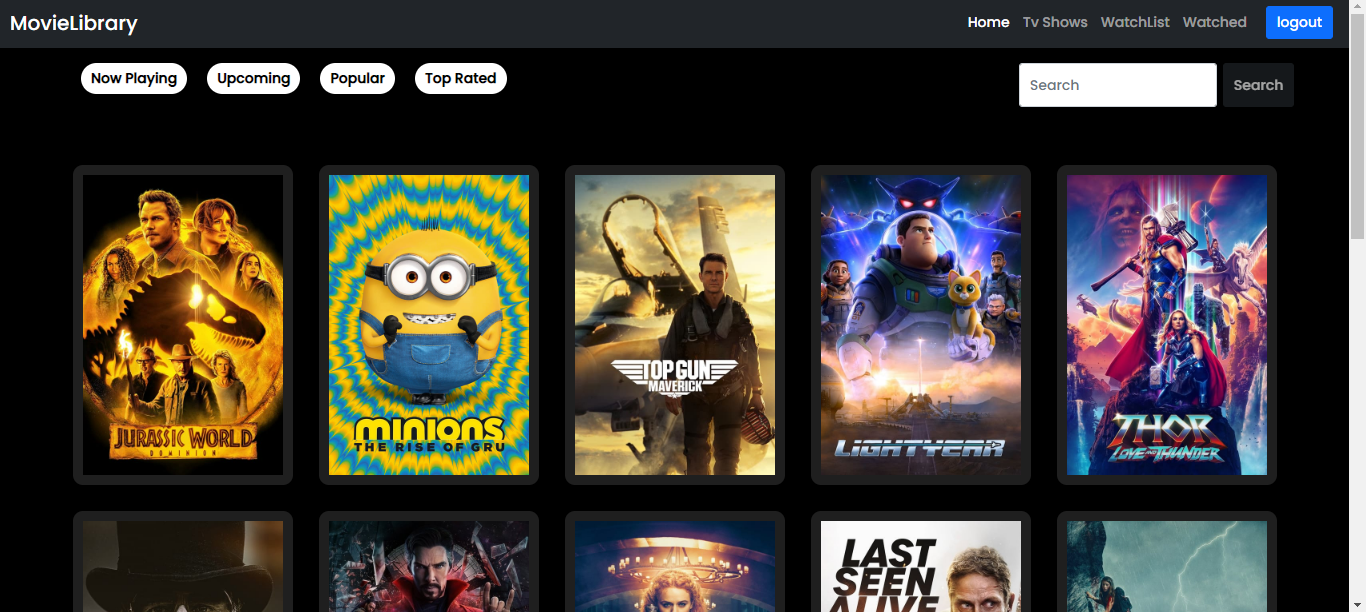 MovieLibrary
Home Tv Shows WatchList Watched logout
Now Playing Upcoming Popular Top Rated
Search Search
JURASSIC WORLD
DOMINION
minions
THE RISE OF GRU
TOP GUN
MAVERICK
LIGHTYEAR
THOR
LOVE AND THUNDER
LAST
SEEN
ALIVE